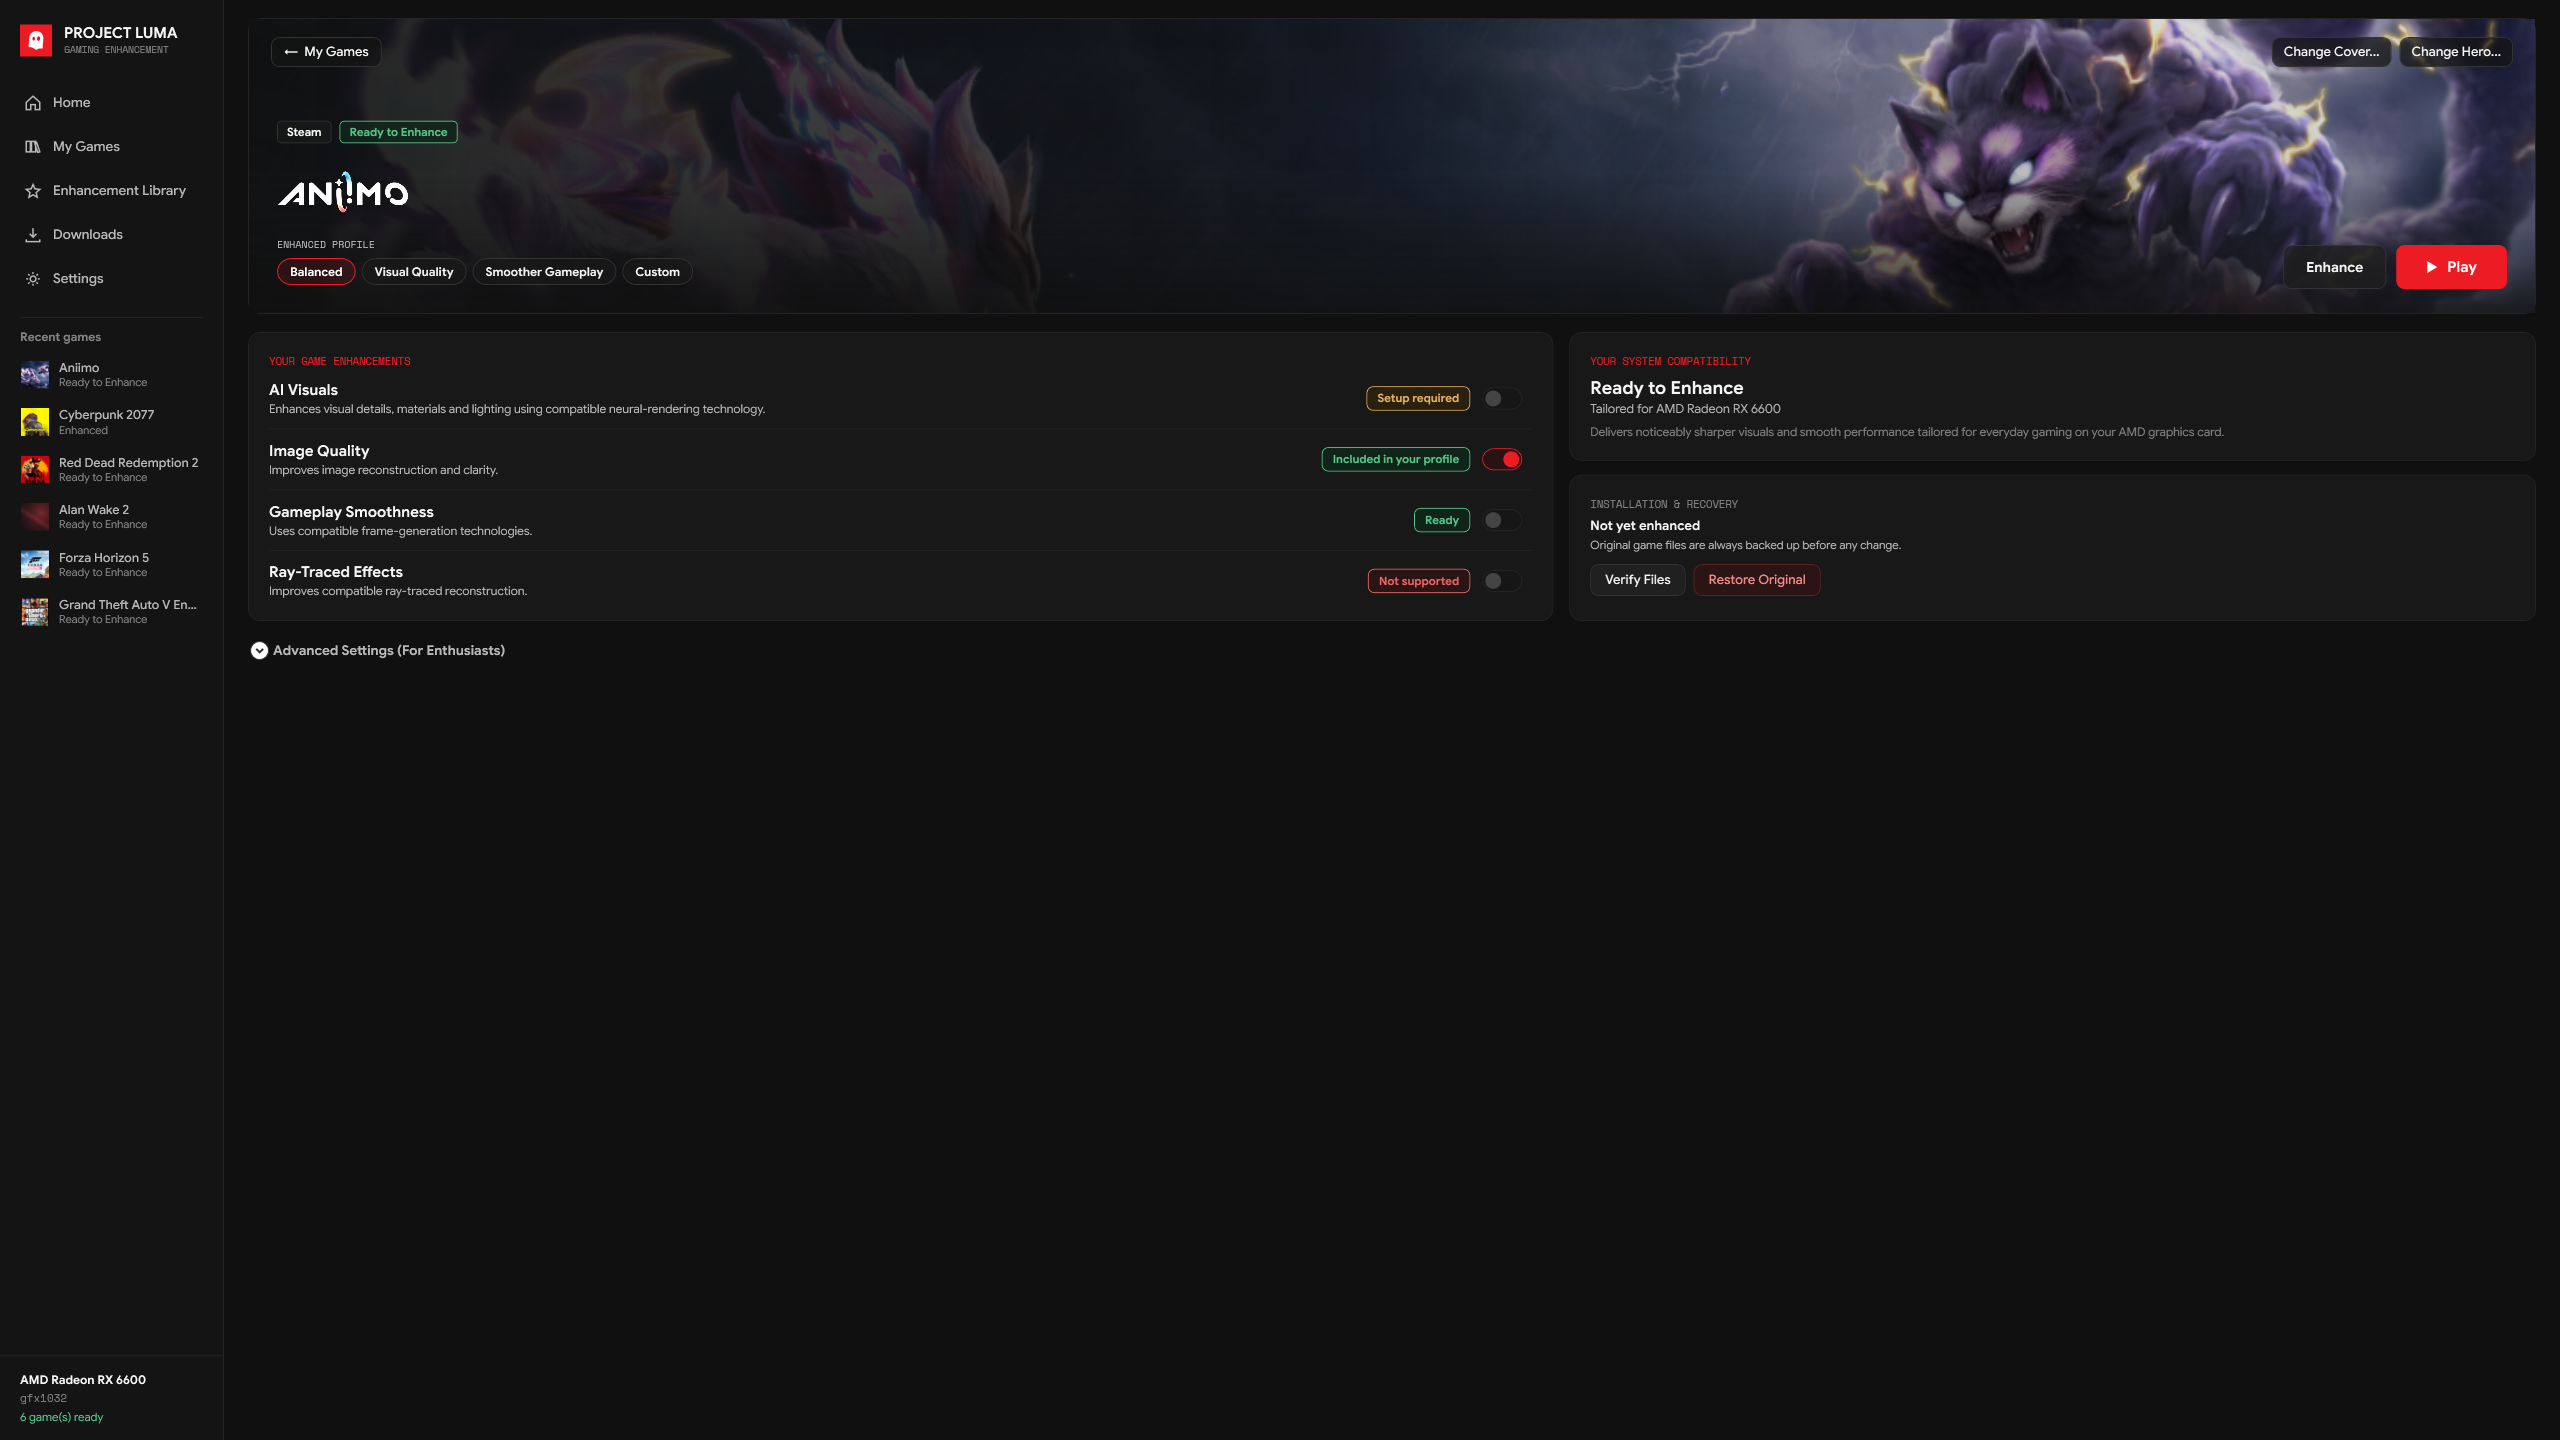 PROJECT LUMA
GAMING ENHANCEMENT
Home
My Games
Enhancement Library
Downloads
Settings
Recent games
Aniimo
Ready to Enhance
Cyberpunk 2077
Enhanced
Red Dead Redemption 2
Ready to Enhance
Alan Wake 2
Ready to Enhance
Forza Horizon 5
Ready to Enhance
Grand Theft Auto V En...
Ready to Enhance
AMD Radeon RX 6600
gfx1032
6 game(s) ready
← My Games
Change Cover...
Change Hero...
Steam
Ready to Enhance
ANIIMO
ENHANCED PROFILE
Balanced
Visual Quality
Smoother Gameplay
Custom
Enhance
Play
YOUR GAME ENHANCEMENTS
AI Visuals
Enhances visual details, materials and lighting using compatible neural-rendering technology.
Setup required
Image Quality
Improves image reconstruction and clarity.
Included in your profile
Gameplay Smoothness
Uses compatible frame-generation technologies.
Ready
Ray-Traced Effects
Improves compatible ray-traced reconstruction.
Not supported
YOUR SYSTEM COMPATIBILITY
Ready to Enhance
Tailored for AMD Radeon RX 6600
Delivers noticeably sharper visuals and smooth performance tailored for everyday gaming on your AMD graphics card.
INSTALLATION & RECOVERY
Not yet enhanced
Original game files are always backed up before any change.
Verify Files
Restore Original
Advanced Settings (For Enthusiasts)